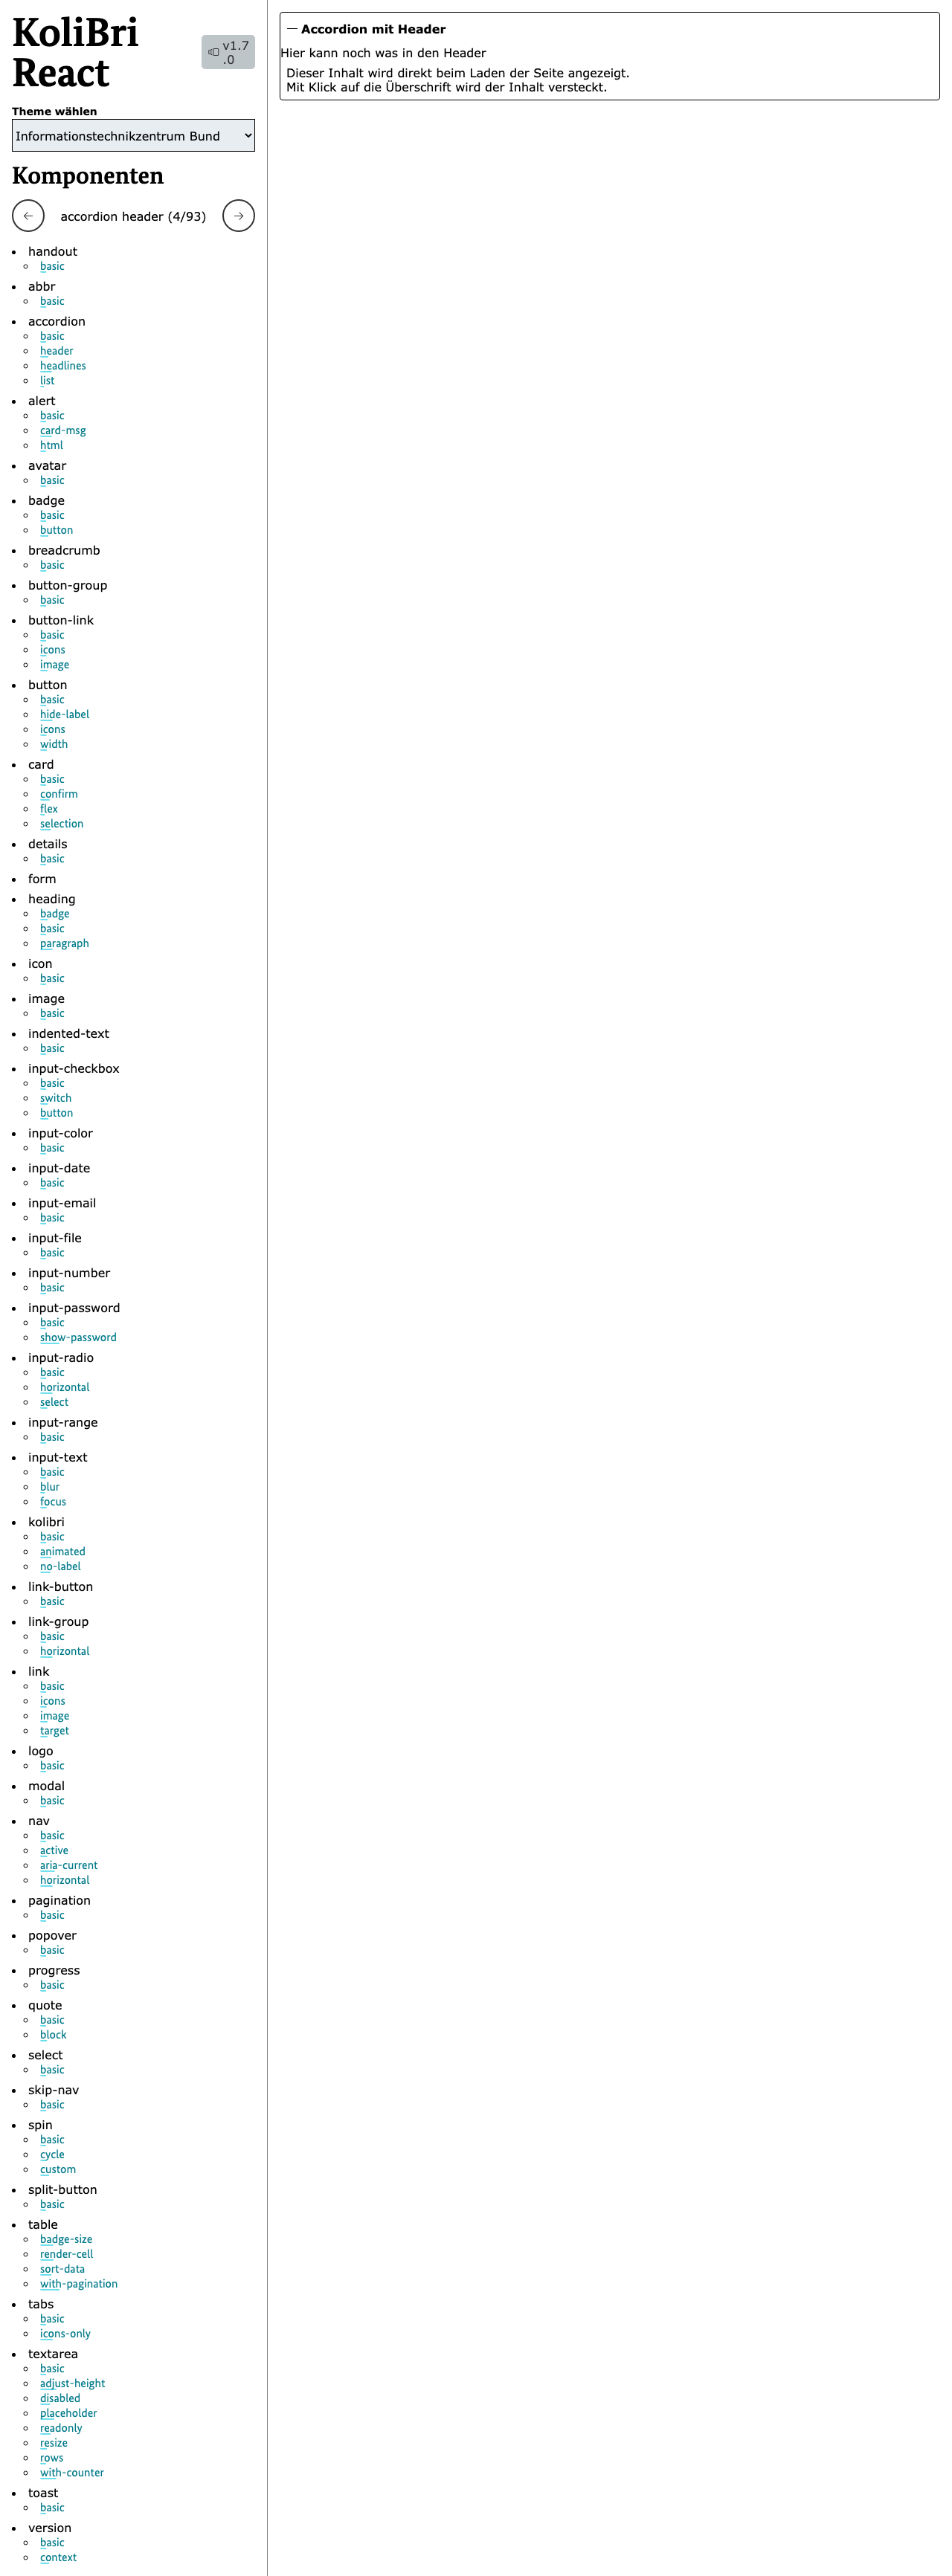 KoliBri
React
v1.7
.0
Theme wählen
Informationstechnikzentrum Bund
Komponenten
accordion header (4/93)
handout
basic
abbr
basic
accordion
basic
header
headlines
list
alert
basic
card-msg
html
avatar
basic
badge
basic
button
breadcrumb
basic
button-group
basic
button-link
basic
icons
image
button
basic
hide-label
icons
width
card
basic
confirm
flex
selection
details
basic
form
heading
badge
basic
paragraph
icon
basic
image
basic
indented-text
basic
input-checkbox
basic
switch
button
input-color
basic
input-date
basic
input-email
basic
input-file
basic
input-number
basic
input-password
basic
show-password
input-radio
basic
horizontal
select
input-range
basic
input-text
basic
blur
focus
kolibri
basic
animated
no-label
link-button
basic
link-group
basic
horizontal
link
basic
icons
image
target
logo
basic
modal
basic
nav
basic
active
aria-current
horizontal
pagination
basic
popover
basic
progress
basic
quote
basic
block
select
basic
skip-nav
basic
spin
basic
cycle
custom
split-button
basic
table
badge-size
render-cell
sort-data
with-pagination
tabs
basic
icons-only
textarea
basic
adjust-height
disabled
placeholder
readonly
resize
rows
with-counter
toast
basic
version
basic
context
Accordion mit Header
Hier kann noch was in den Header
Dieser Inhalt wird direkt beim Laden der Seite angezeigt.
Mit Klick auf die Überschrift wird der Inhalt versteckt.